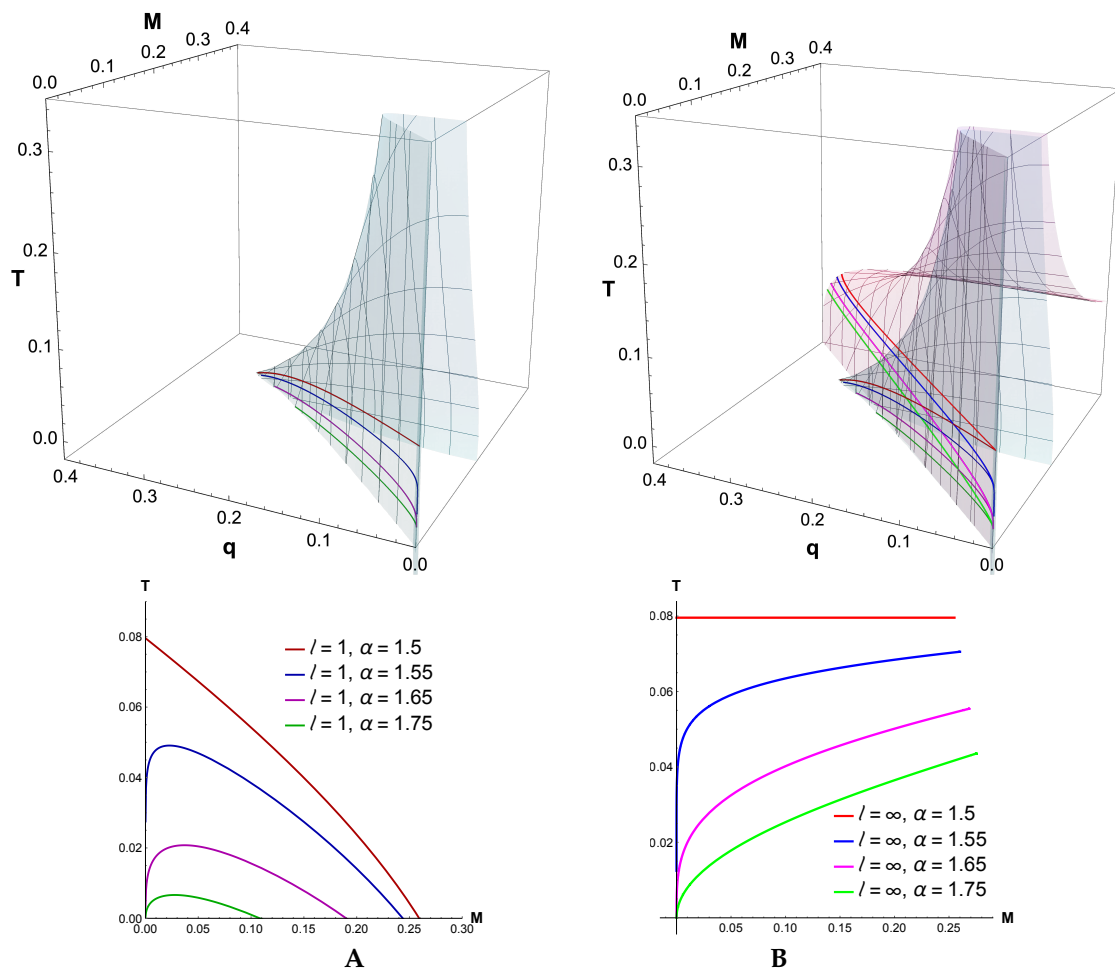 M
0.0 0.1 0.2 0.3 0.4
T
0.3
0.2
0.1
0.0
0.4 0.3 0.2 0.1 0.0
q
M
0.0 0.1 0.2 0.3 0.4
T
0.3
0.2
0.1
0.0
0.4 0.3 0.2 0.1 0.0
q
T
0.08
0.06
0.04
0.02
0.00
0.00 0.05 0.10 0.15 0.20 0.25 0.30
M
l = 1, α = 1.5
l = 1, α = 1.55
l = 1, α = 1.65
l = 1, α = 1.75
A
T
0.08
0.06
0.04
0.02
0.05 0.10 0.15 0.20 0.25
M
l = ∞, α = 1.5
l = ∞, α = 1.55
l = ∞, α = 1.65
l = ∞, α = 1.75
B